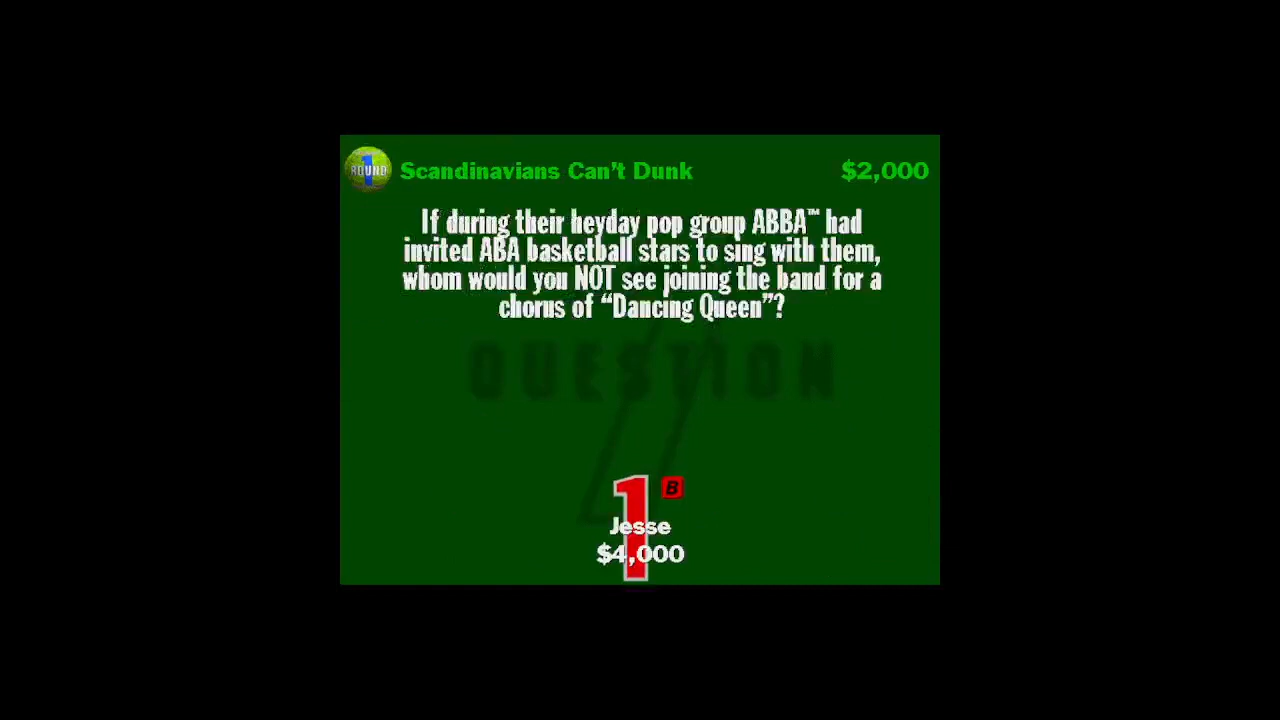 ROUND 1
Scandinavians Can't Dunk
$2,000
If during their heyday pop group ABBA™ had
invited ABA basketball stars to sing with them,
whom would you NOT see joining the band for a
chorus of “Dancing Queen”?
QUESTION
4
1
B
Jesse
$4,000